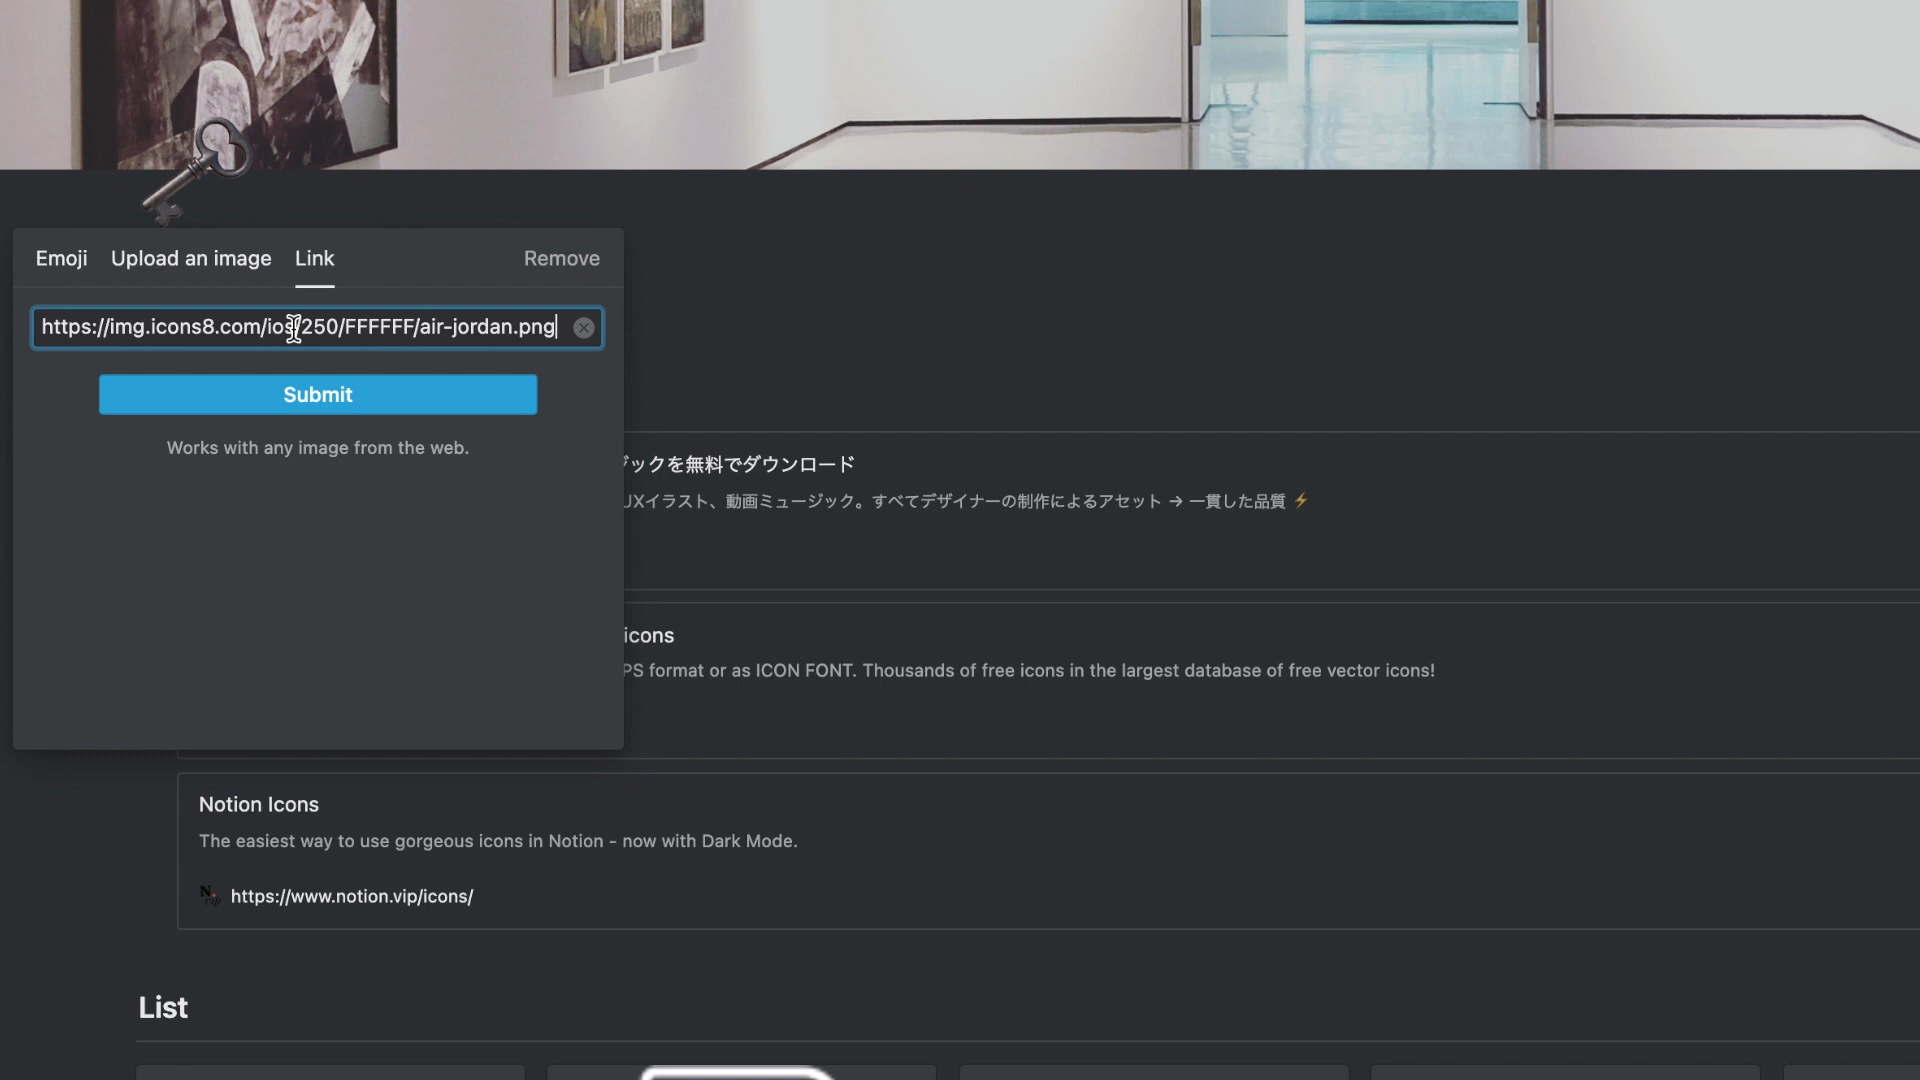 Emoji Upload an image Link Remove
https://img.icons8.com/ios/250/FFFFFF/air-jordan.png
Submit
Works with any image from the web.
ックを無料でダウンロード
UXイラスト、動画ミュージック。すべてデザイナーの制作によるアセット → 一貫した品質 ⚡
icons
PS format or as ICON FONT. Thousands of free icons in the largest database of free vector icons!
Notion Icons
The easiest way to use gorgeous icons in Notion - now with Dark Mode.
https://www.notion.vip/icons/
List